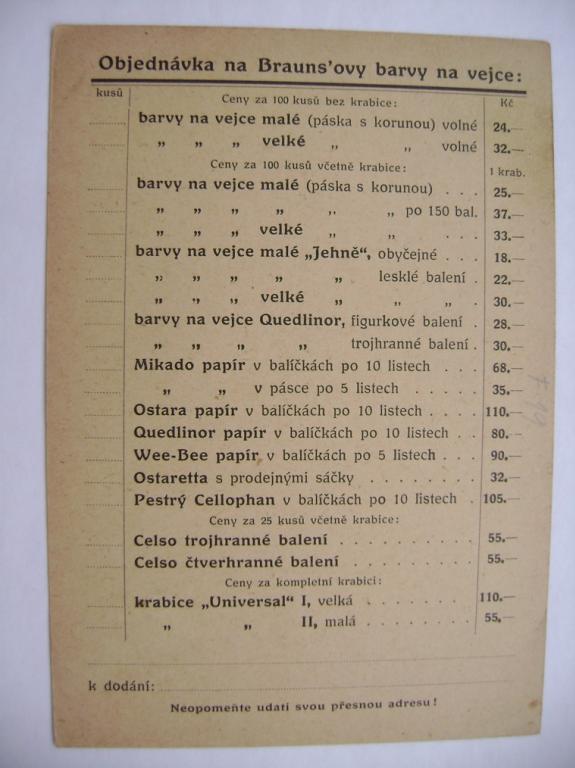 Objednávka na Brauns'ovy barvy na vejce:
kusů Ceny za 100 kusů bez krabice: Kč
barvy na vejce malé (páska s korunou) volné 24.—
„ „ „ velké „ „ volné 32.—
Ceny za 100 kusů včetně krabice: 1 krab.
barvy na vejce malé (páska s korunou) . . . 25.—
„ „ „ „ „ „ po 150 bal. 37.—
„ „ „ velké „ „ . . . 33.—
barvy na vejce malé „Jehně“, obyčejné . . . 18.—
„ „ „ „ „ lesklé balení . 22.—
„ „ „ velké „ „ „ . 30.—
barvy na vejce Quedlinor, figurkové balení . 28.—
„ „ „ „ trojhranné balení . 30.—
Mikado papír v balíčkách po 10 listech . . . 68.—
„ „ v pásce po 5 listech . . . . . 35.—
Ostara papír v balíčkách po 10 listech . . . . 110.—
Quedlinor papír v balíčkách po 10 listech . . 80.—
Wee-Bee papír v balíčkách po 5 listech . . 90.—
Ostaretta s prodejnými sáčky . . . . . . . . 32.—
Pestrý Cellophan v balíčkách po 10 listech . 105.—
Ceny za 25 kusů včetně krabice:
Celso trojhranné balení . . . . . . . . . . 55.—
Celso čtverhranné balení . . . . . . . . . 55.—
Ceny za kompletní krabici:
krabice „Universal“ I, velká . . . . . . . . 110.—
„ „ II, malá . . . . . . . . 55.—
k dodání:
Neopomeňte udati svou přesnou adresu!